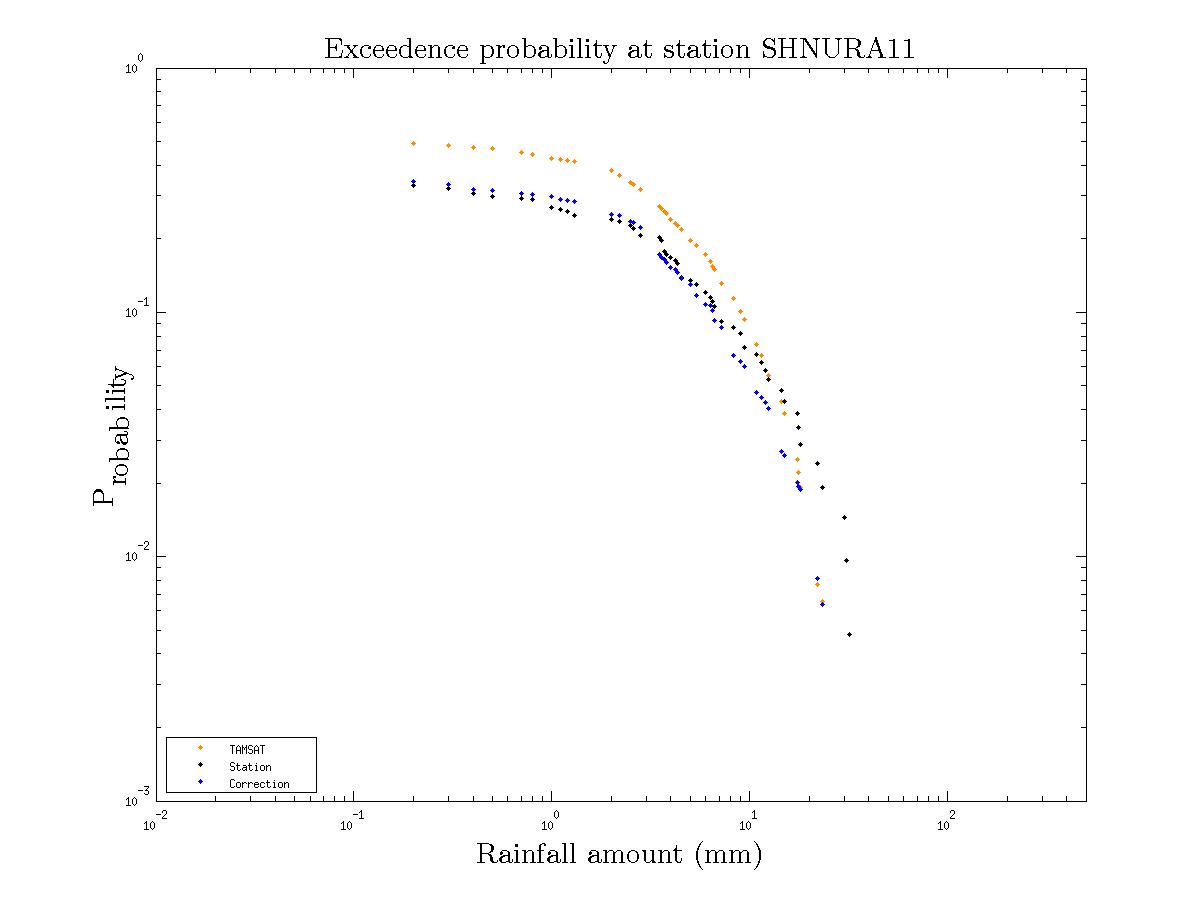 Exceedence probability at station SHNURA11
10^0
10^-1
Probability
10^-2
TAMSAT
Station
Correction
10^-3
10^-2 10^-1 10^0 10^1 10^2
Rainfall amount (mm)